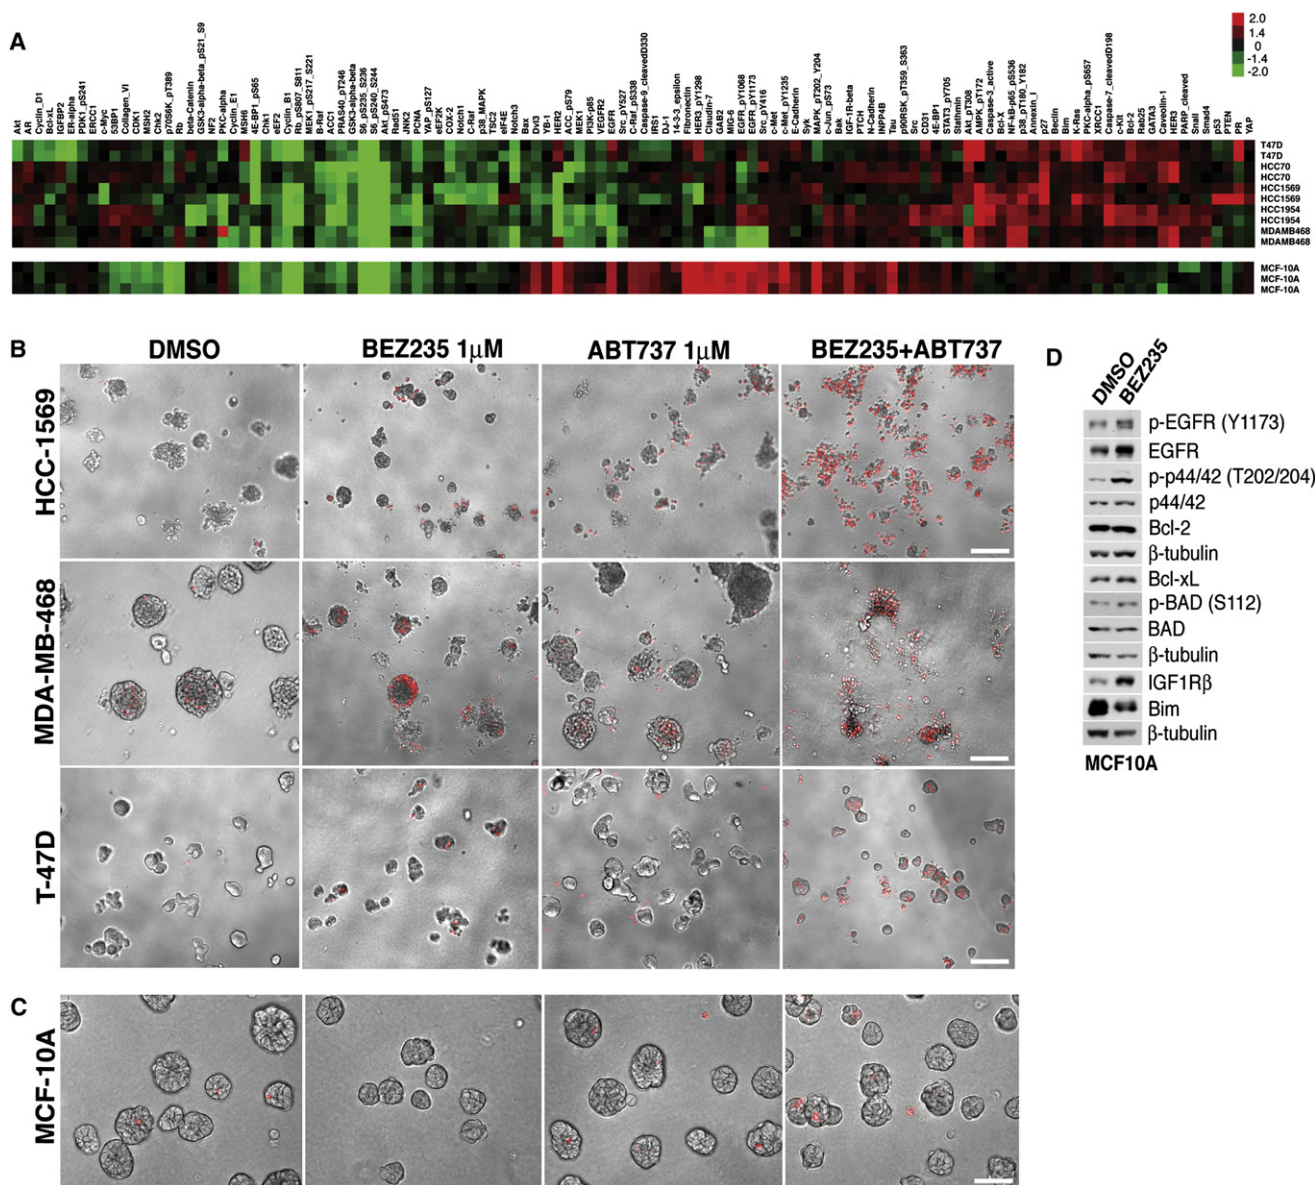 A
2.0
1.4
0
-1.4
-2.0
Akt
AR
Cyclin_D1
Bcl-xL
IGFBP2
ER-alpha
PDK1_pS241
ERCC1
c-Myc
53BP1
Collagen_VI
CDK1
MSH2
Chk2
p70S6K_pT389
Rb
beta-Catenin
GSK3-alpha-beta_pS21_S9
NF2
PKC-alpha
Cyclin_E1
MSH6
4E-BP1_pS65
Chk1
eEF2
Cyclin_B1
Rb_pS807_S811
MEK1_pS217_S221
B-Raf
ACC1
PRAS40_pT246
GSK3-alpha-beta
S6_pS235_S236
S6_pS240_S244
Akt_pS473
Rad51
JNK2
PCNA
YAP_pS127
eEF2K
COX-2
Notch1
C-Raf
p38_MAPK
TSC2
eIF4E
Notch3
Bax
Dvl3
YB-1
HER2
ACC_pS79
MEK1
PI3K-p85
VEGFR2
EGFR
Src_pY527
C-Raf_pS338
Caspase-9_cleavedD330
IRS1
DJ-1
14-3-3_epsilon
Fibronectin
HER3_pY1298
Claudin-7
GAB2
MIG-6
EGFR_pY1068
EGFR_pY1173
Src_pY416
c-Met
c-Met_pY1235
E-Cadherin
Syk
MAPK_pT202_Y204
c-Jun_pS73
Bak
IGF-1R-beta
PTCH
N-Cadherin
INPP4B
Tau
p90RSK_pT359_S363
Src
CD31
4E-BP1
STAT3_pY705
Stathmin
Akt_pT308
AMPK_pT172
Caspase-3_active
Bcl-X
NF-kB-p65_pS536
p38_pT180_Y182
Annexin_I
p27
Beclin
Bim
K-Ras
PKC-alpha_pS657
XRCC1
Caspase-7_cleavedD198
c-Kit
Bcl-2
Rab25
GATA3
Caveolin-1
HER3
PARP_cleaved
Snail
Smad4
p53
PTEN
PR
YAP
T47D
T47D
HCC70
HCC70
HCC1569
HCC1569
HCC1954
HCC1954
MDAMB468
MDAMB468
MCF-10A
MCF-10A
MCF-10A
B
DMSO
BEZ235 1μM
ABT737 1μM
BEZ235+ABT737
HCC-1569
MDA-MB-468
T-47D
C
MCF-10A
D
DMSO
BEZ235
p-EGFR (Y1173)
EGFR
p-p44/42 (T202/204)
p44/42
Bcl-2
β-tubulin
Bcl-xL
p-BAD (S112)
BAD
β-tubulin
IGF1Rβ
Bim
β-tubulin
MCF10A